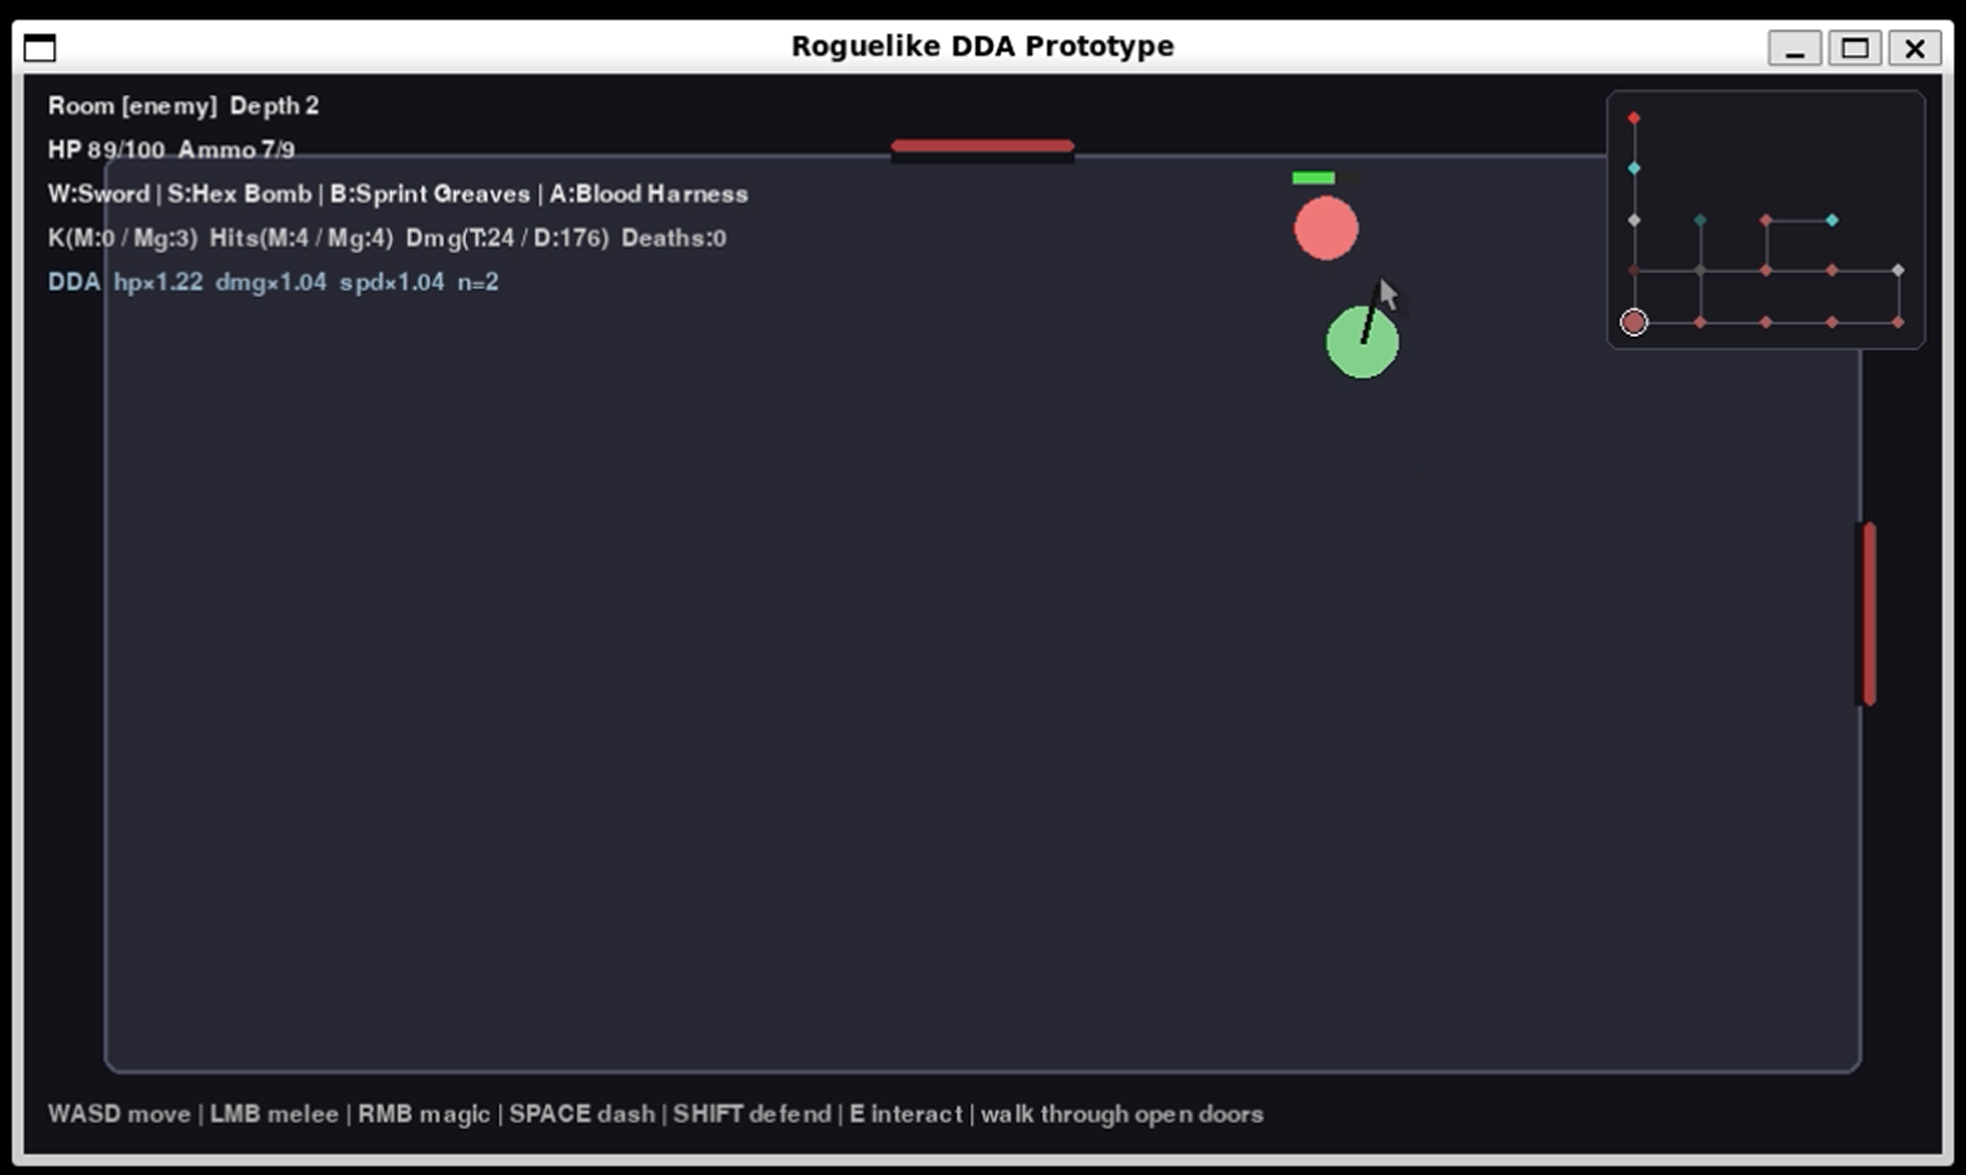 Roguelike DDA Prototype
Room [enemy] Depth 2
HP 89/100 Ammo 7/9
W:Sword | S:Hex Bomb | B:Sprint Greaves | A:Blood Harness
K(M:0 / Mg:3) Hits(M:4 / Mg:4) Dmg(T:24 / D:176) Deaths:0
DDA hp×1.22 dmg×1.04 spd×1.04 n=2
WASD move | LMB melee | RMB magic | SPACE dash | SHIFT defend | E interact | walk through open doors